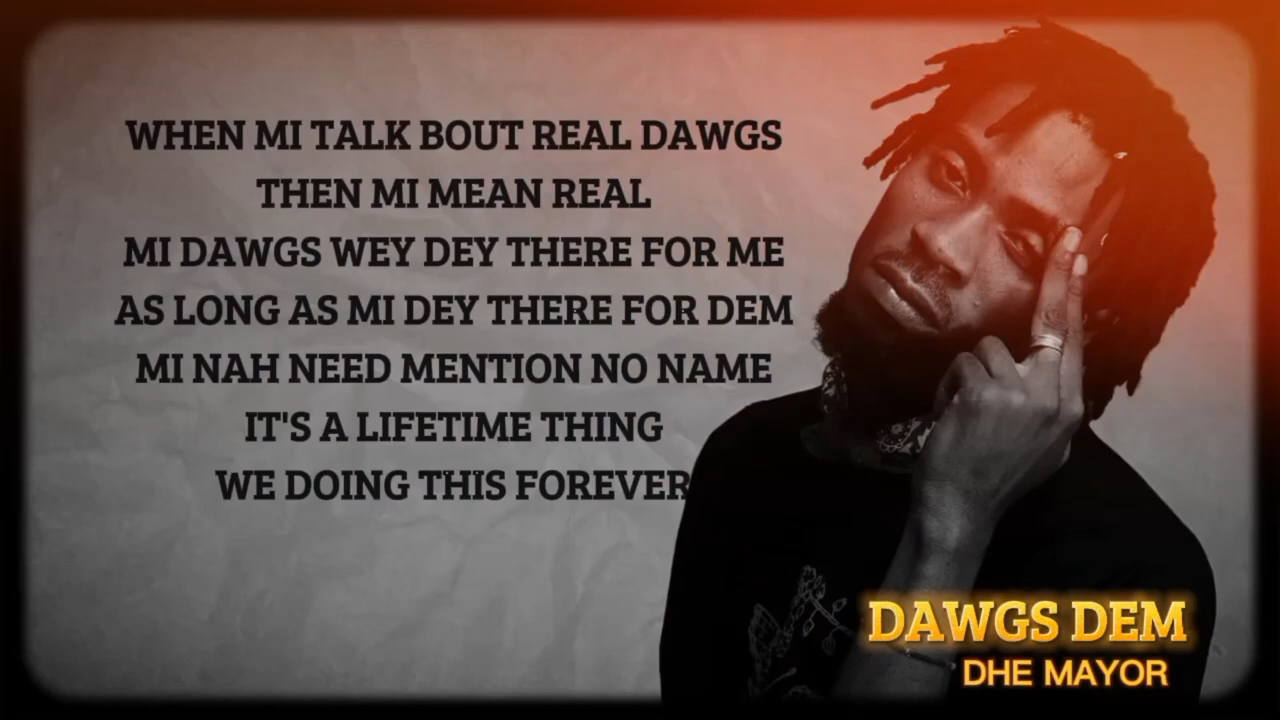 WHEN MI TALK BOUT REAL DAWGS
THEN MI MEAN REAL
MI DAWGS WEY DEY THERE FOR ME
AS LONG AS MI DEY THERE FOR DEM
MI NAH NEED MENTION NO NAME
IT'S A LIFETIME THING
WE DOING THIS FOREVER
DAWGS DEM
DHE MAYOR